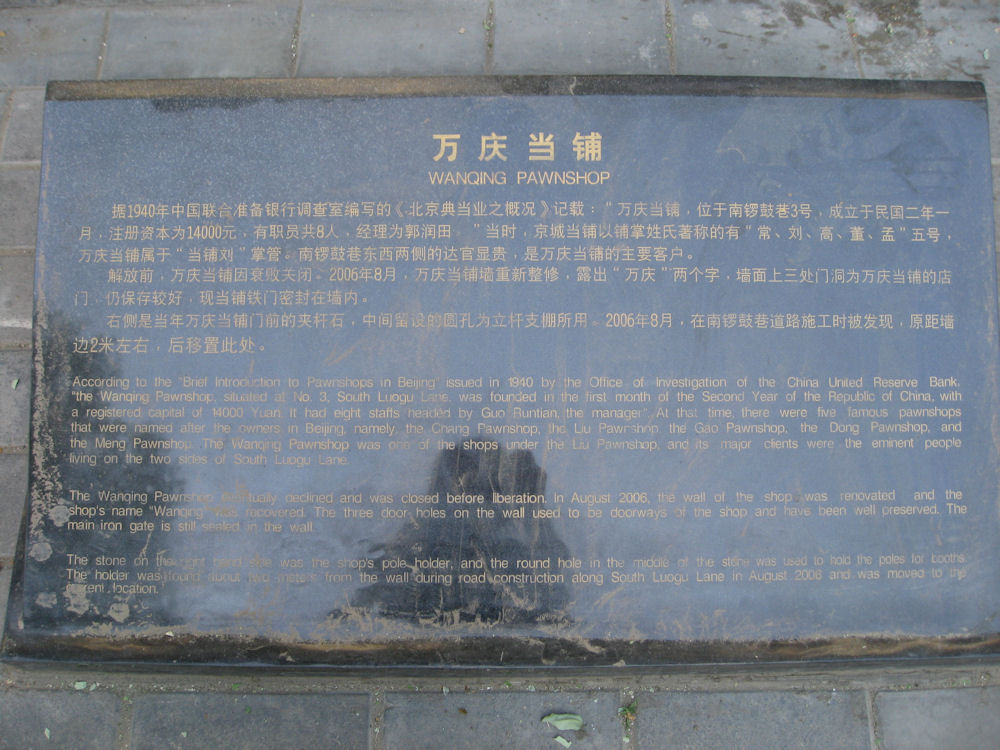 万庆当铺
WANQING PAWNSHOP
据1940年中国联合准备银行调查室编写的《北京典当业之概况》记载：“万庆当铺，位于南锣鼓巷3号，成立于民国二年一
月，注册资本为14000元，有职员共8人，经理为郭润田。”当时，京城当铺以铺掌姓氏著称的有“常、刘、高、董、孟”五号，
万庆当铺属于“当铺刘”掌管。南锣鼓巷东西两侧的达官显贵，是万庆当铺的主要客户。
解放前，万庆当铺因衰败关闭。2006年8月，万庆当铺墙重新整修，露出“万庆”两个字，墙面上三处门洞为万庆当铺的店
门，仍保存较好，现当铺铁门密封在墙内。
右侧是当年万庆当铺门前的夹杆石，中间留设的圆孔为立杆支棚所用。2006年8月，在南锣鼓巷道路施工时被发现，原距墙
边2米左右，后移置此处。
According to the "Brief Introduction to Pawnshops in Beijing" issued in 1940 by the Office of Investigation of the China United Reserve Bank,
"the Wanqing Pawnshop, situated at No. 3, South Luogu Lane, was founded in the first month of the Second Year of the Republic of China, with
a registered capital of 14000 Yuan. It had eight staffs headed by Guo Runtian, the manager". At that time, there were five famous pawnshops
that were named after the owners in Beijing, namely, the Chang Pawnshop, the Liu Pawnshop, the Gao Pawnshop, the Dong Pawnshop, and
the Meng Pawnshop. The Wanqing Pawnshop was one of the shops under the Liu Pawnshop, and its major clients were the eminent people
living on the two sides of South Luogu Lane.
The Wanqing Pawnshop eventually declined and was closed before liberation. In August 2006, the wall of the shop was renovated and the
shop's name "Wanqing" was recovered. The three door holes on the wall used to be doorways of the shop and have been well preserved. The
main iron gate is still sealed in the wall.
The stone on the right hand side was the shop's pole holder, and the round hole in the middle of the stone was used to hold the poles for booths.
The holder was found about two meters from the wall during road construction along South Luogu Lane in August 2006 and was moved to the
current location.